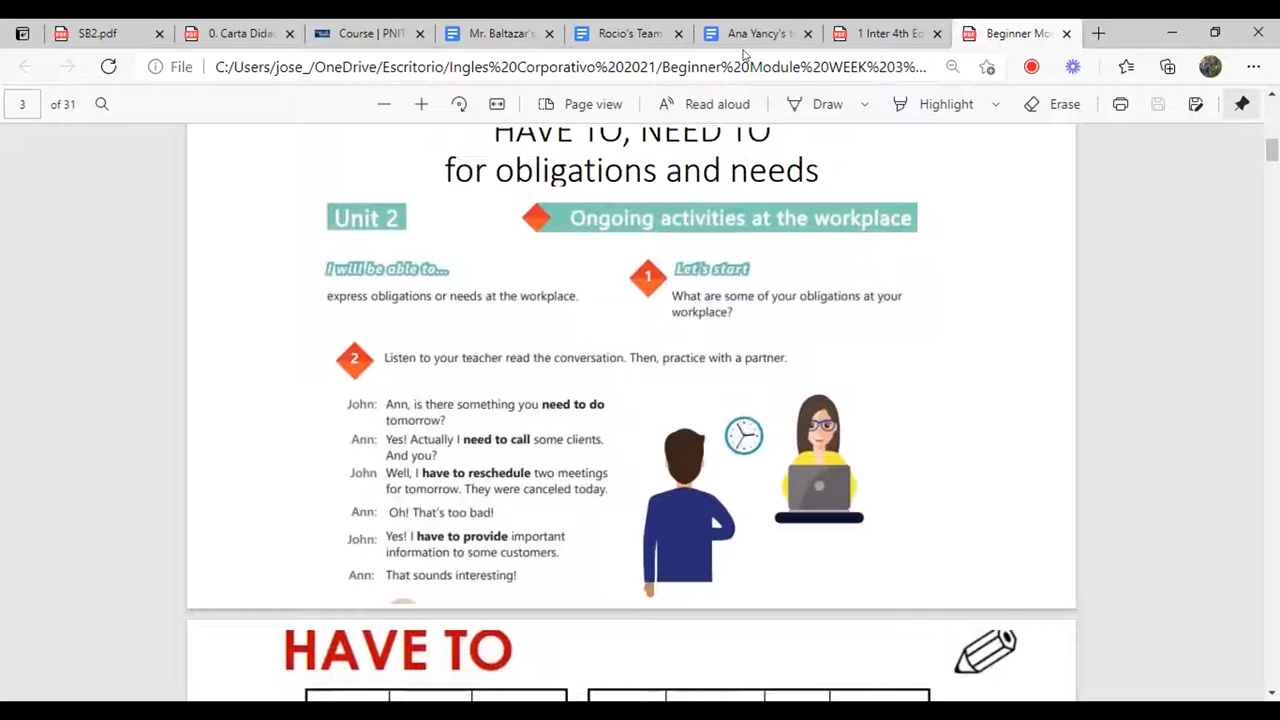 SB2.pdf
0. Carta Didá
Course | PNIT
Mr. Baltazar's
Rocio's Team
Ana Yancy's t
1 Inter 4th Eo
Beginner Mo
File
C:/Users/jose_/OneDrive/Escritorio/Ingles%20Corporativo%202021/Beginner%20Module%20WEEK%203%...
3 of 31
Page view
Read aloud
Draw
Highlight
Erase
HAVE TO, NEED TO
for obligations and needs
Unit 2
Ongoing activities at the workplace
I will be able to...
express obligations or needs at the workplace.
1
Let's start
What are some of your obligations at your
workplace?
2
Listen to your teacher read the conversation. Then, practice with a partner.
John: Ann, is there something you need to do
tomorrow?
Ann: Yes! Actually I need to call some clients.
And you?
John Well, I have to reschedule two meetings
for tomorrow. They were canceled today.
Ann: Oh! That's too bad!
John: Yes! I have to provide important
information to some customers.
Ann: That sounds interesting!
HAVE TO